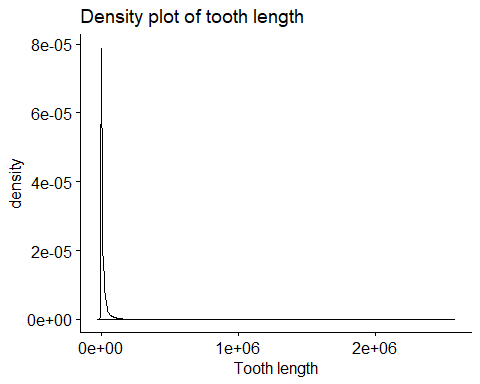 Density plot of tooth length
8e-05
6e-05
4e-05
2e-05
0e+00
density
0e+00 1e+06 2e+06
Tooth length